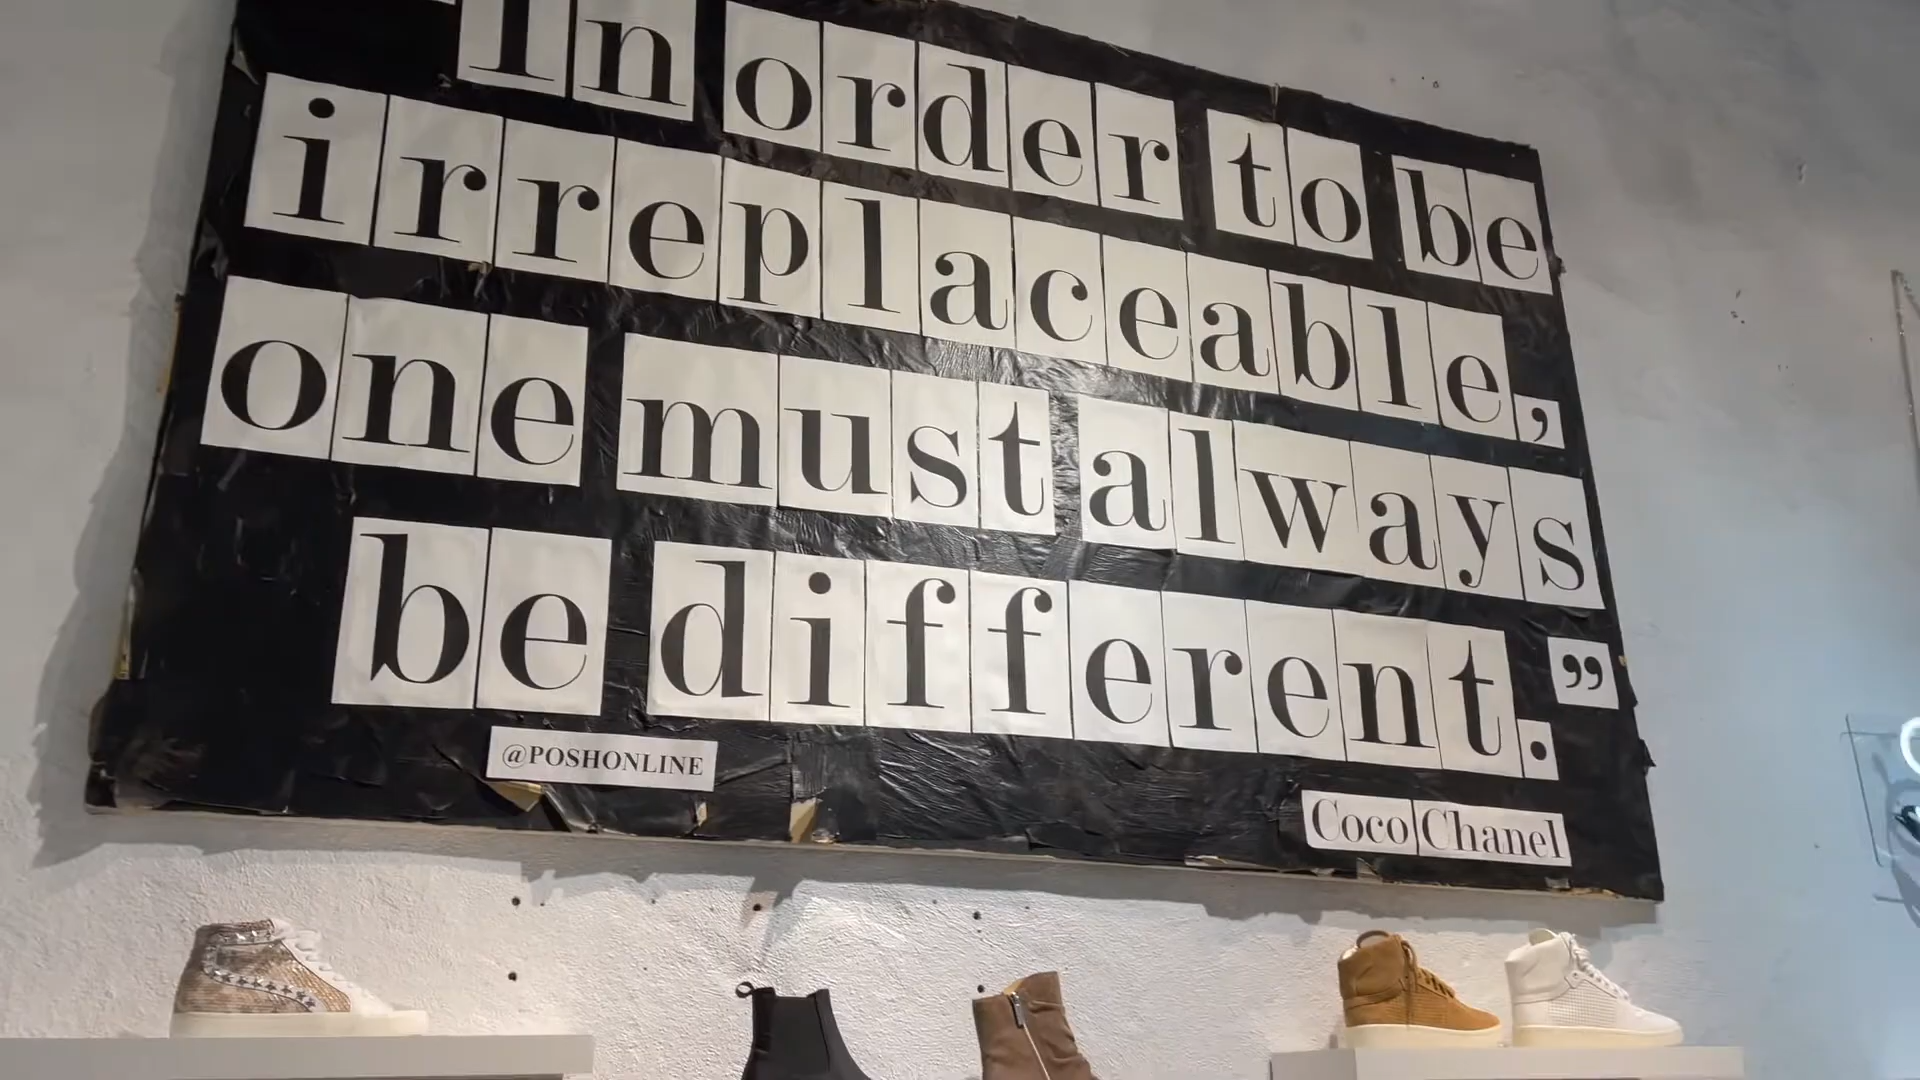 In order to be
irreplaceable,
one must always
be different.”
@POSHONLINE
Coco Chanel